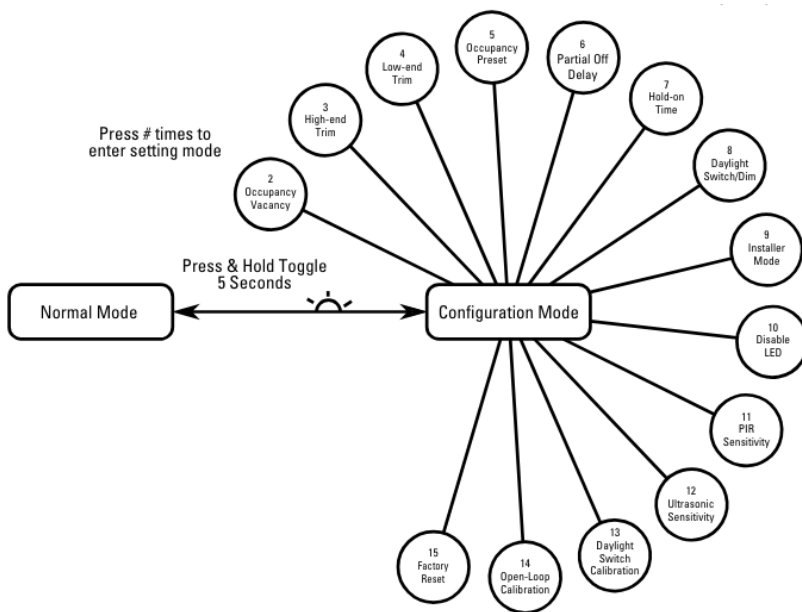 Press # times to
enter setting mode
2
Occupancy
Vacancy
3
High-end
Trim
4
Low-end
Trim
5
Occupancy
Preset
6
Partial Off
Delay
7
Hold-on
Time
8
Daylight
Switch/Dim
9
Installer
Mode
10
Disable
LED
11
PIR
Sensitivity
12
Ultrasonic
Sensitivity
13
Daylight
Switch
Calibration
14
Open-Loop
Calibration
15
Factory
Reset
Press & Hold Toggle
5 Seconds
Normal Mode
Configuration Mode